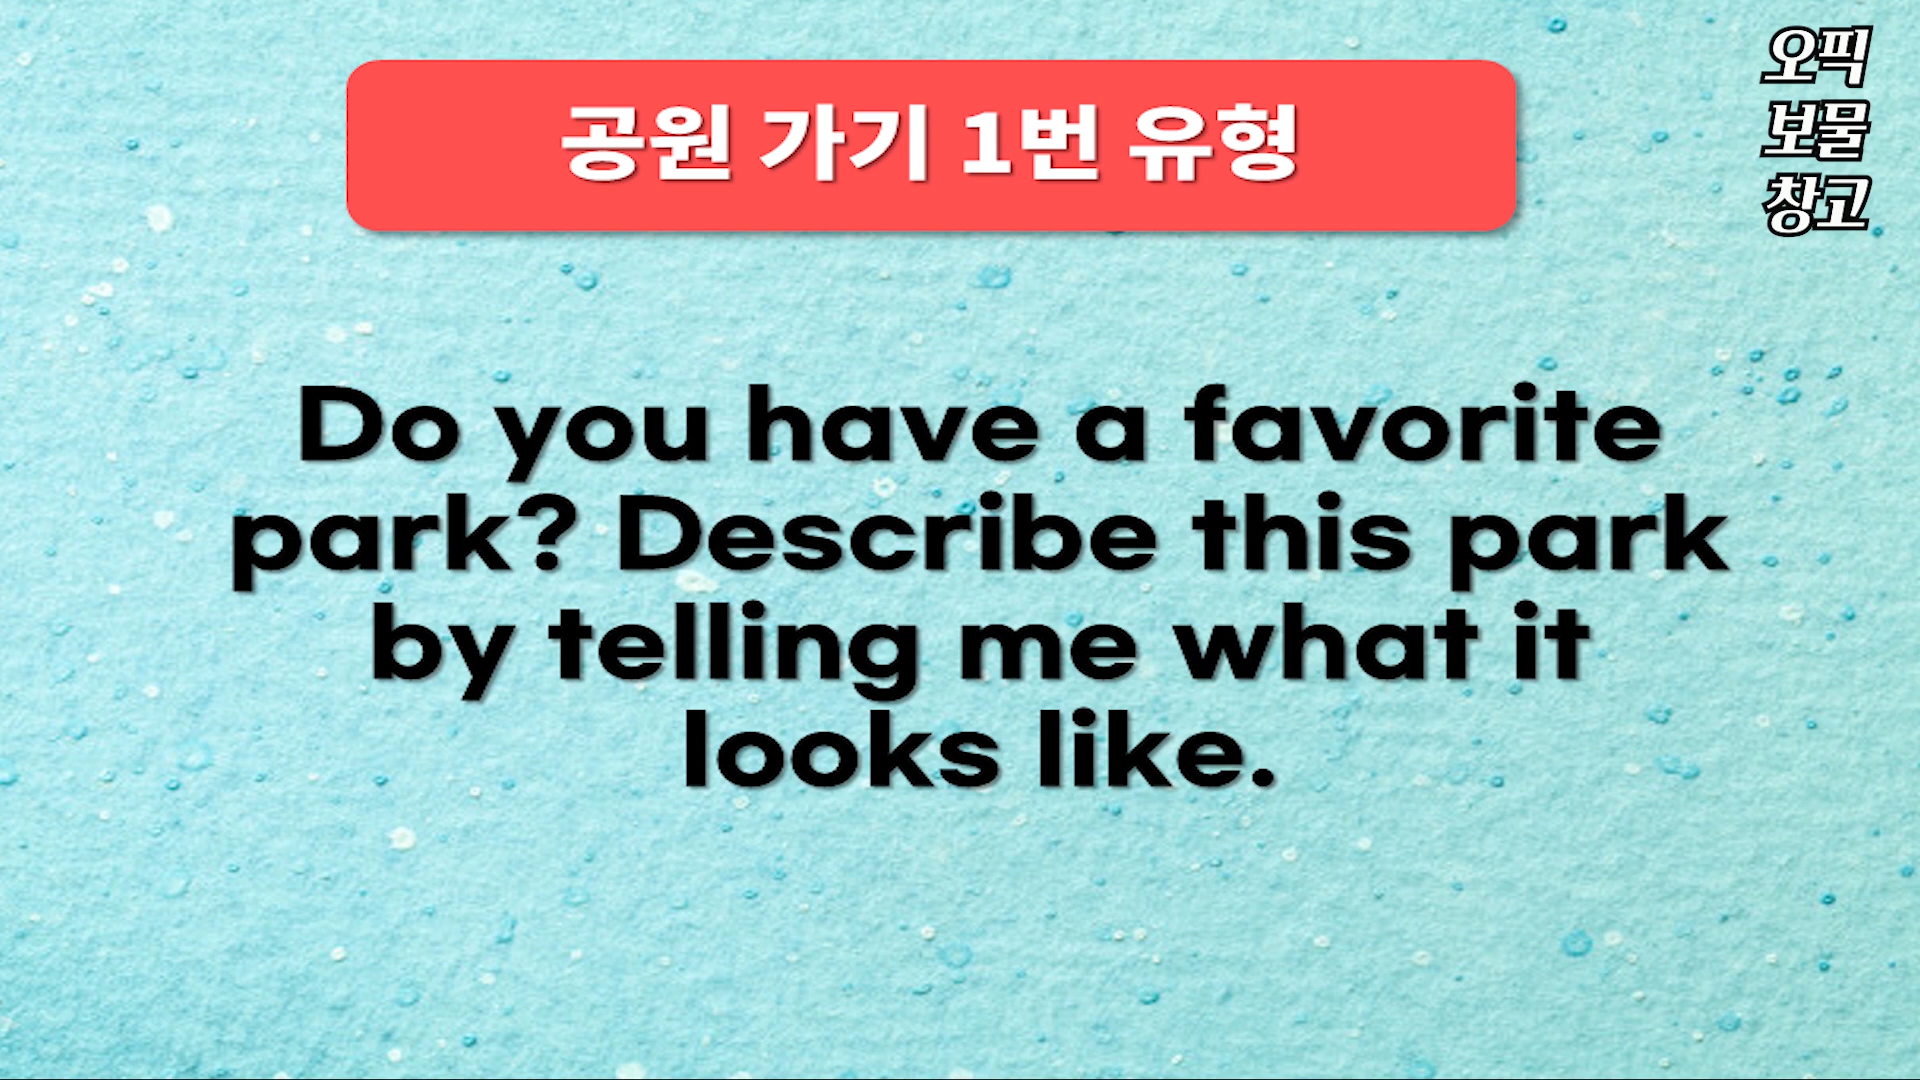 공원 가기 1번 유형
오픽
보물
창고
Do you have a favorite
park? Describe this park
by telling me what it
looks like.